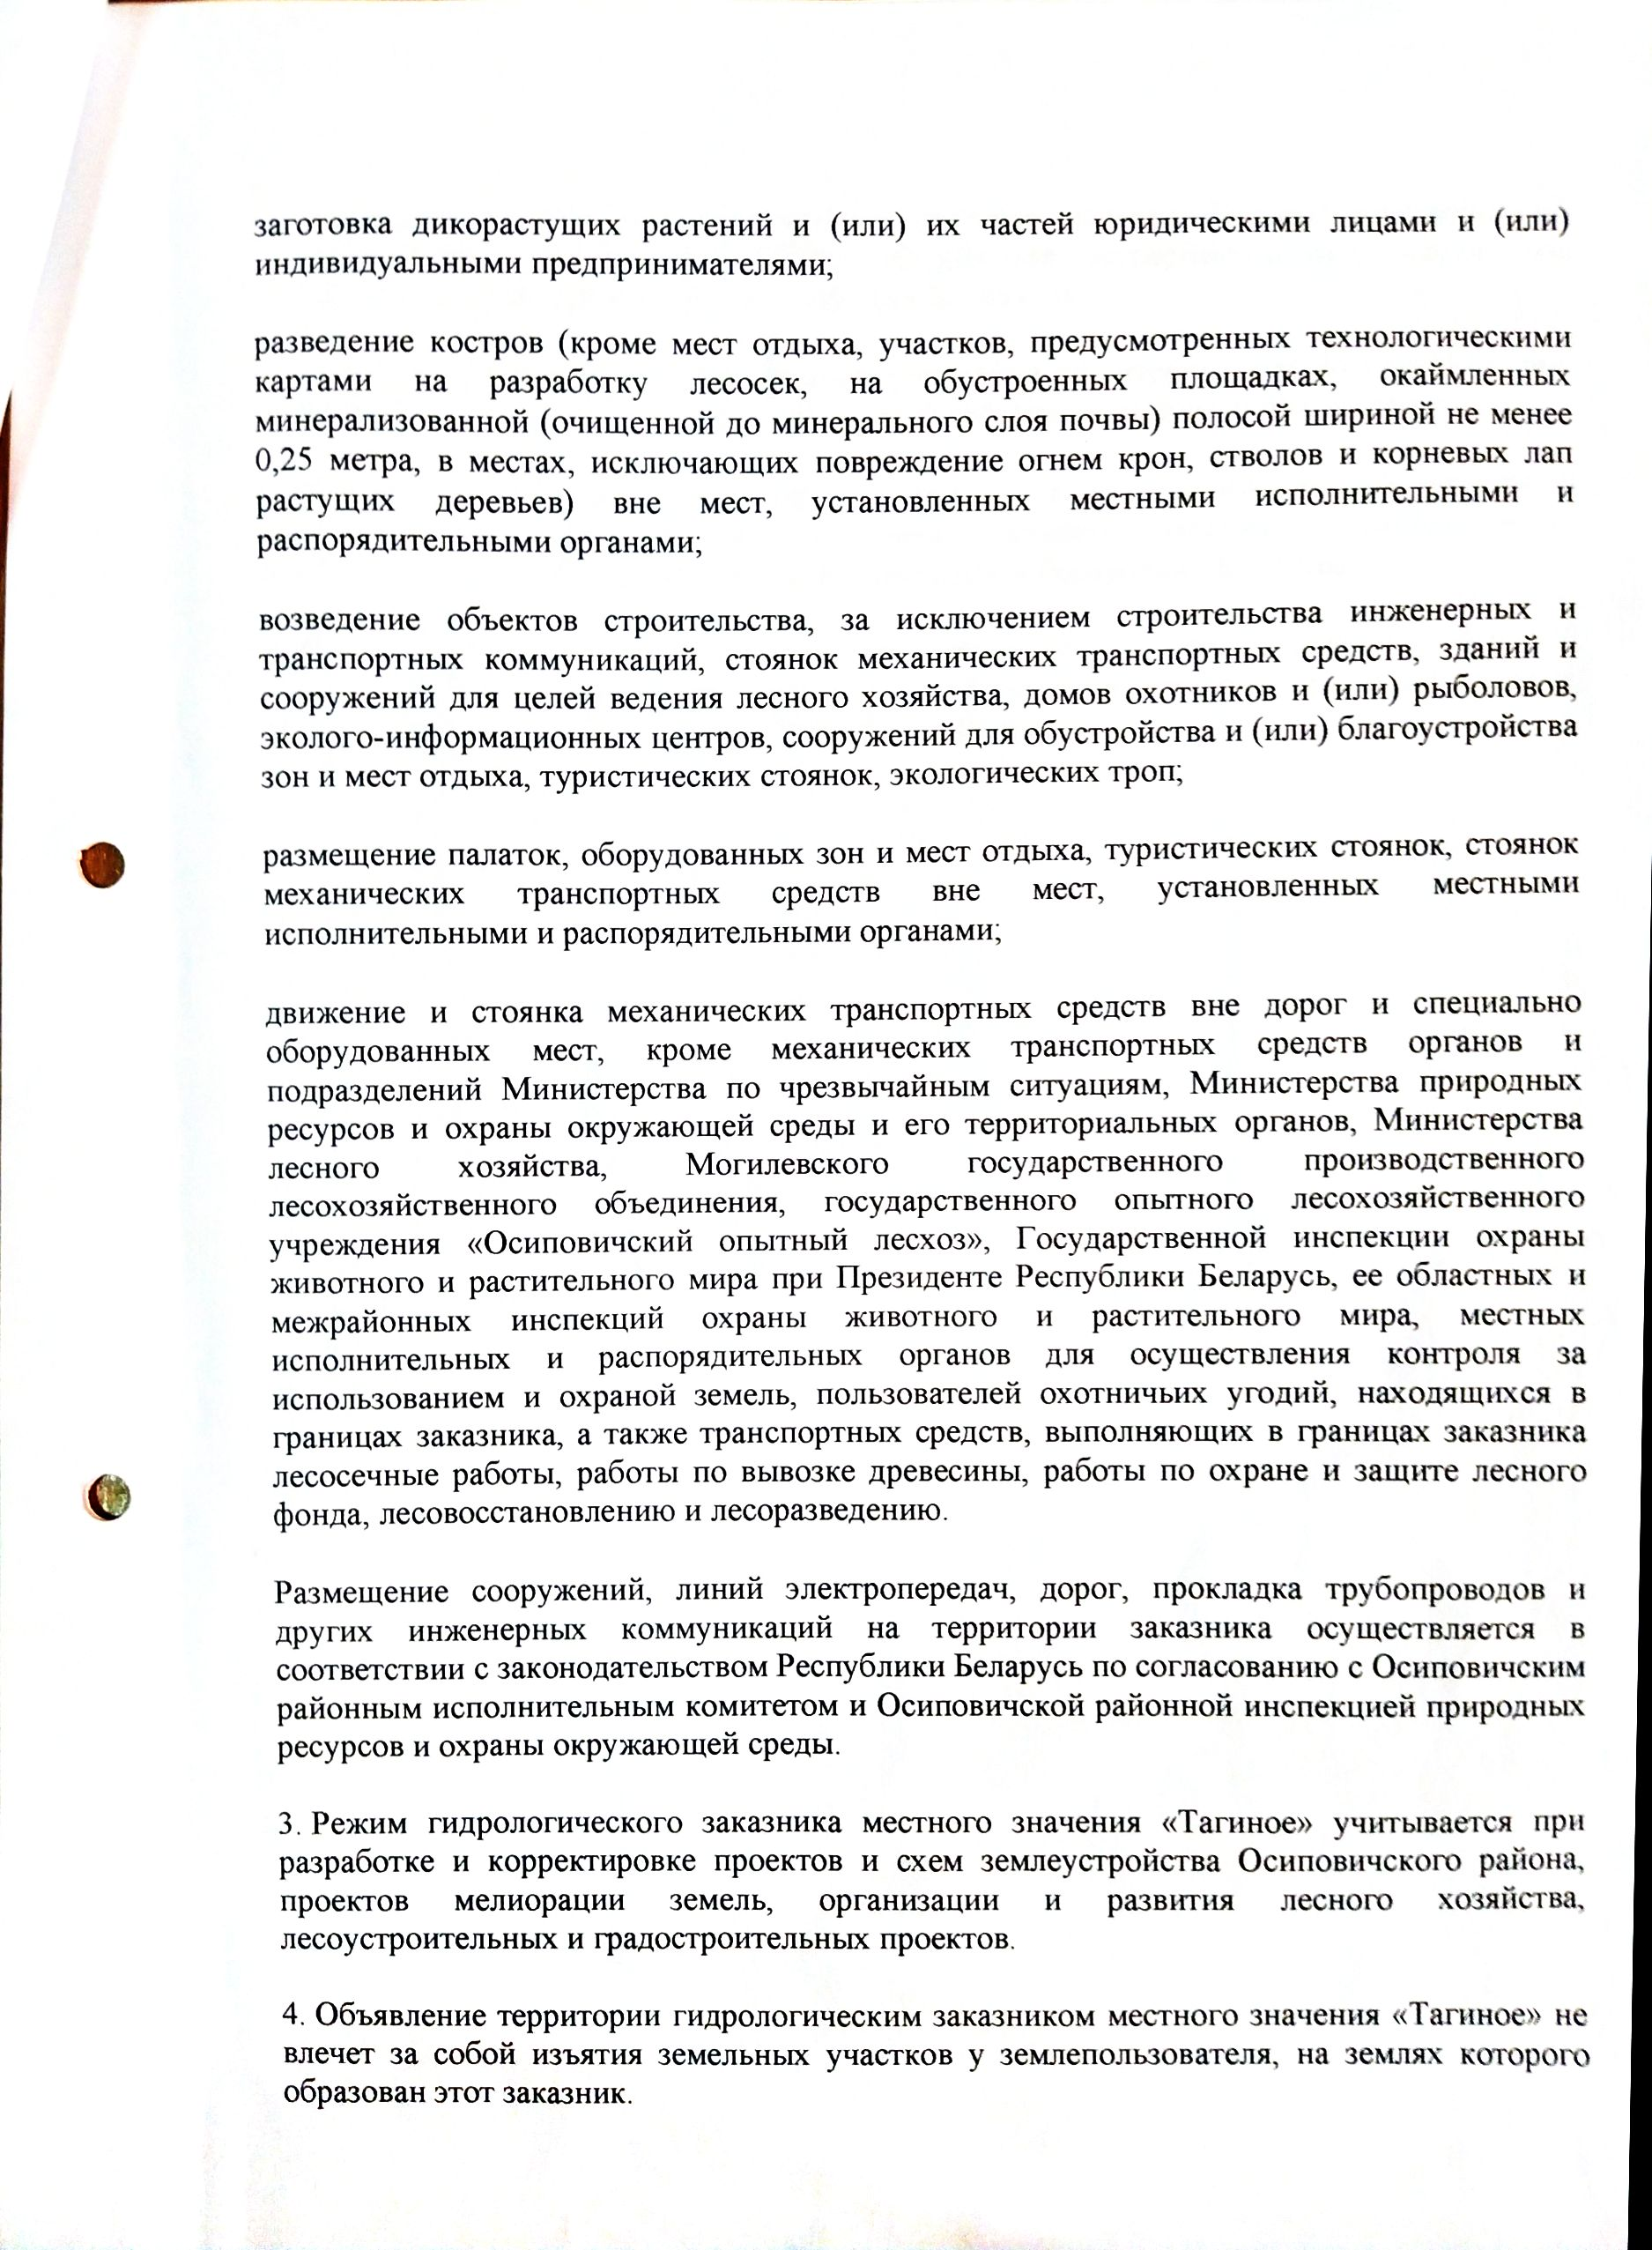 заготовка дикорастущих растений и (или) их частей юридическими лицами и (или)
индивидуальными предпринимателями;
разведение костров (кроме мест отдыха, участков, предусмотренных технологическими
картами на разработку лесосек, на обустроенных площадках, окаймленных
минерализованной (очищенной до минерального слоя почвы) полосой шириной не менее
0,25 метра, в местах, исключающих повреждение огнем крон, стволов и корневых лап
растущих деревьев) вне мест, установленных местными исполнительными и
распорядительными органами;
возведение объектов строительства, за исключением строительства инженерных и
транспортных коммуникаций, стоянок механических транспортных средств, зданий и
сооружений для целей ведения лесного хозяйства, домов охотников и (или) рыболовов,
эколого-информационных центров, сооружений для обустройства и (или) благоустройства
зон и мест отдыха, туристических стоянок, экологических троп;
размещение палаток, оборудованных зон и мест отдыха, туристических стоянок, стоянок
механических транспортных средств вне мест, установленных местными
исполнительными и распорядительными органами;
движение и стоянка механических транспортных средств вне дорог и специально
оборудованных мест, кроме механических транспортных средств органов и
подразделений Министерства по чрезвычайным ситуациям, Министерства природных
ресурсов и охраны окружающей среды и его территориальных органов, Министерства
лесного хозяйства, Могилевского государственного производственного
лесохозяйственного объединения, государственного опытного лесохозяйственного
учреждения «Осиповичский опытный лесхоз», Государственной инспекции охраны
животного и растительного мира при Президенте Республики Беларусь, ее областных и
межрайонных инспекций охраны животного и растительного мира, местных
исполнительных и распорядительных органов для осуществления контроля за
использованием и охраной земель, пользователей охотничьих угодий, находящихся в
границах заказника, а также транспортных средств, выполняющих в границах заказника
лесосечные работы, работы по вывозке древесины, работы по охране и защите лесного
фонда, лесовосстановлению и лесоразведению.
Размещение сооружений, линий электропередач, дорог, прокладка трубопроводов и
других инженерных коммуникаций на территории заказника осуществляется в
соответствии с законодательством Республики Беларусь по согласованию с Осиповичским
районным исполнительным комитетом и Осиповичской районной инспекцией природных
ресурсов и охраны окружающей среды.
3. Режим гидрологического заказника местного значения «Тагиное» учитывается при
разработке и корректировке проектов и схем землеустройства Осиповичского района,
проектов мелиорации земель, организации и развития лесного хозяйства,
лесоустроительных и градостроительных проектов.
4. Объявление территории гидрологическим заказником местного значения «Тагиное» не
влечет за собой изъятия земельных участков у землепользователя, на землях которого
образован этот заказник.